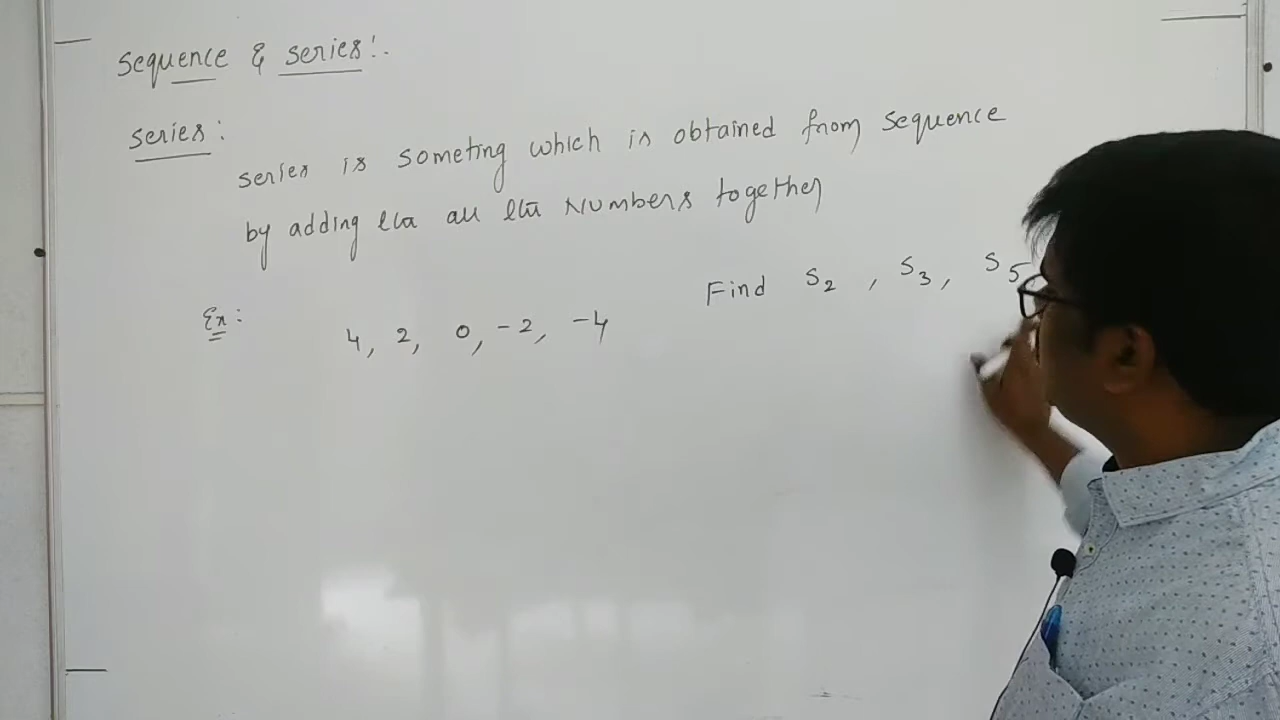 Sequence & series:.
series:
series is someting which is obtained from sequence
by adding all Numbers together
Find S2 , S3, S5
Ex:
4, 2, 0, -2, -4